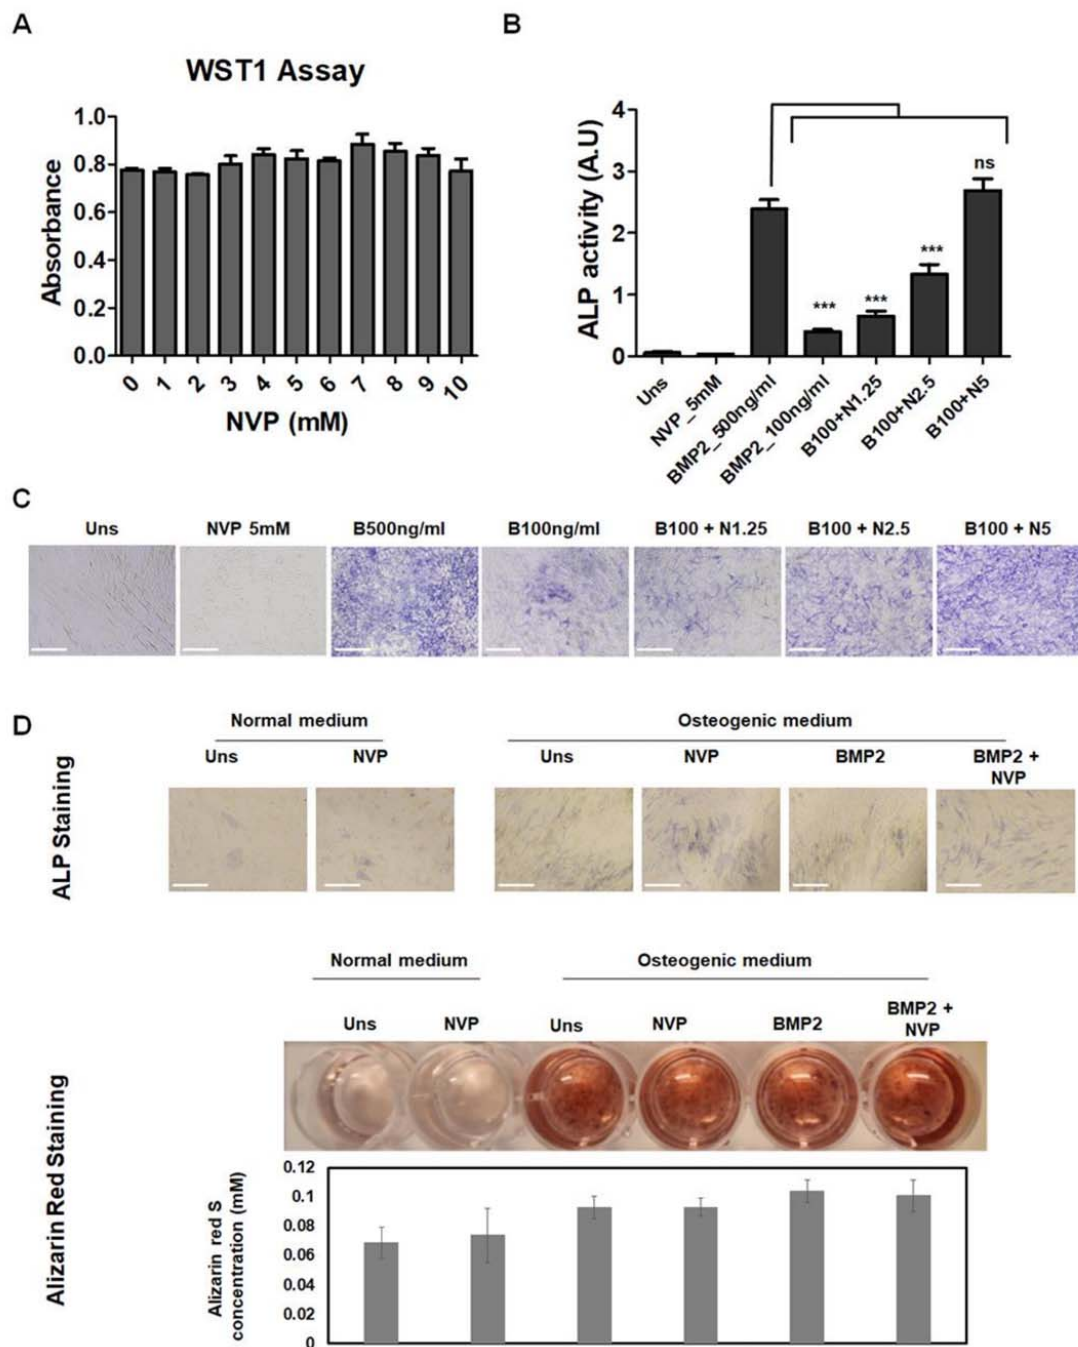 A
WST1 Assay
Absorbance
1.0
0.8
0.6
0.4
0.2
0.0
0 1 2 3 4 5 6 7 8 9 10
NVP (mM)
B
ALP activity (A.U)
4
3
2
1
0
*** *** *** ns
Uns
NVP_5mM
BMP2_500ng/ml
BMP2_100ng/ml
B100+N1.25
B100+N2.5
B100+N5
C
Uns NVP 5mM B500ng/ml B100ng/ml B100 + N1.25 B100 + N2.5 B100 + N5
D
ALP Staining
Normal medium Osteogenic medium
Uns NVP Uns NVP BMP2 BMP2 +
NVP
Alizarin Red Staining
Normal medium Osteogenic medium
Uns NVP Uns NVP BMP2 BMP2 +
NVP
Alizarin red S
concentration (mM)
0.12
0.1
0.08
0.06
0.04
0.02
0